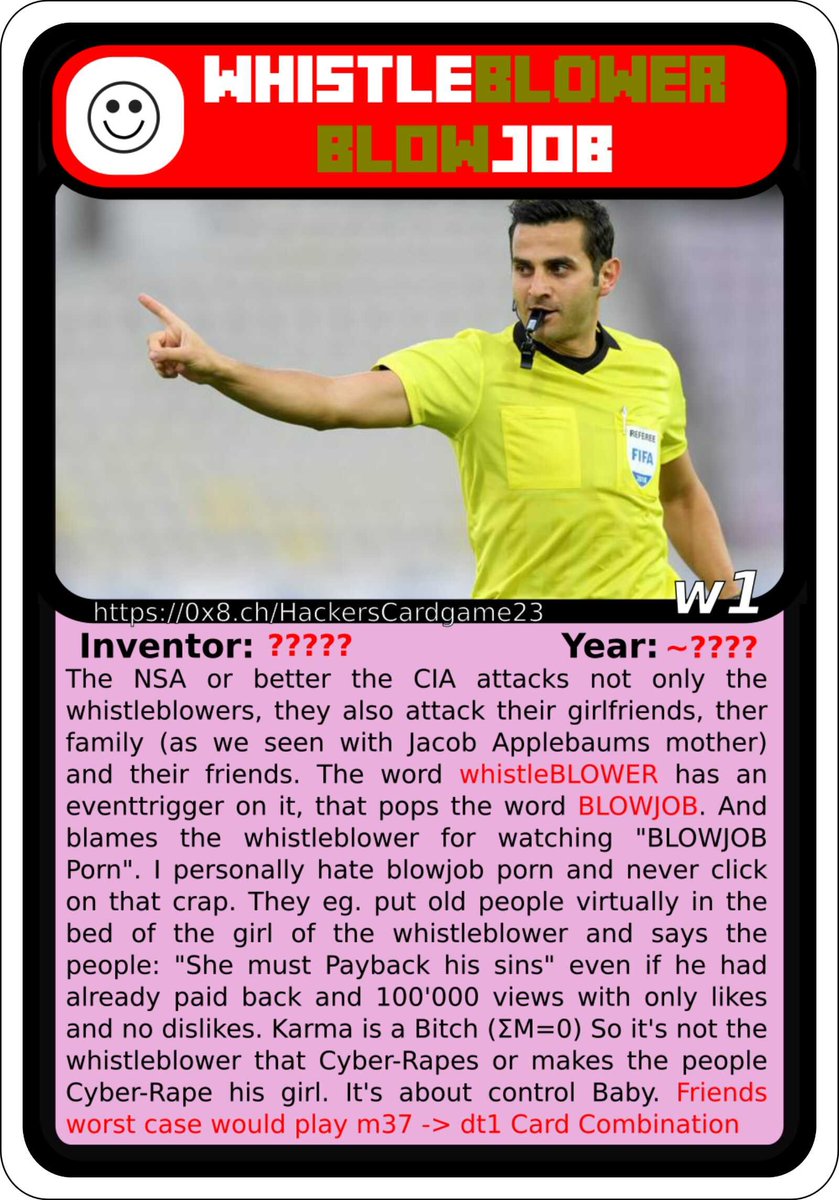 WHISTLEBLOWER
BLOWJOB
REFEREE
FIFA
https://0x8.ch/HackersCardgame23
w1
Inventor: ?????
Year: ~????
The NSA or better the CIA attacks not only the
whistleblowers, they also attack their girlfriends, ther
family (as we seen with Jacob Applebaums mother)
and their friends. The word whistleBLOWER has an
eventtrigger on it, that pops the word BLOWJOB. And
blames the whistleblower for watching "BLOWJOB
Porn". I personally hate blowjob porn and never click
on that crap. They eg. put old people virtually in the
bed of the girl of the whistleblower and says the
people: "She must Payback his sins" even if he had
already paid back and 100'000 views with only likes
and no dislikes. Karma is a Bitch (ΣM=0) So it's not the
whistleblower that Cyber-Rapes or makes the people
Cyber-Rape his girl. It's about control Baby. Friends
worst case would play m37 -> dt1 Card Combination